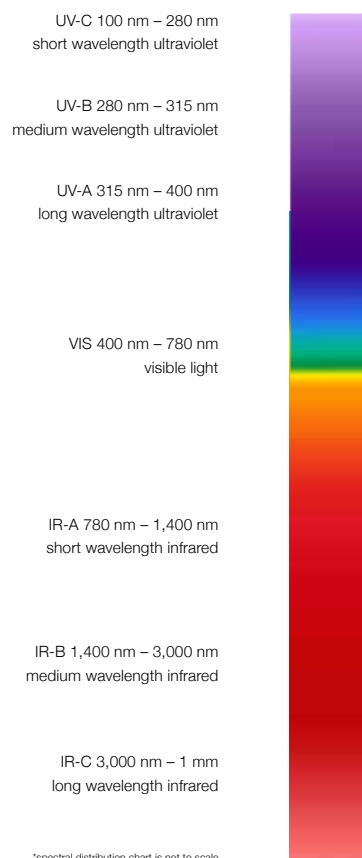 UV-C 100 nm – 280 nm
short wavelength ultraviolet
UV-B 280 nm – 315 nm
medium wavelength ultraviolet
UV-A 315 nm – 400 nm
long wavelength ultraviolet
VIS 400 nm – 780 nm
visible light
IR-A 780 nm – 1,400 nm
short wavelength infrared
IR-B 1,400 nm – 3,000 nm
medium wavelength infrared
IR-C 3,000 nm – 1 mm
long wavelength infrared
*spectral distribution chart is not to scale